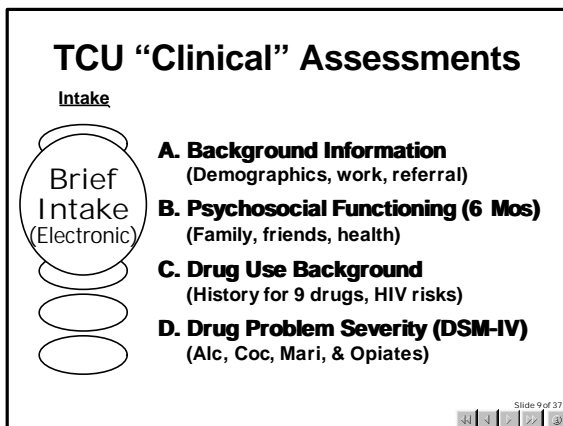 TCU “Clinical” Assessments
Intake
Brief
Intake
(Electronic)
A. Background Information
(Demographics, work, referral)
B. Psychosocial Functioning (6 Mos)
(Family, friends, health)
C. Drug Use Background
(History for 9 drugs, HIV risks)
D. Drug Problem Severity (DSM-IV)
(Alc, Coc, Mari, & Opiates)
Slide 9 of 37